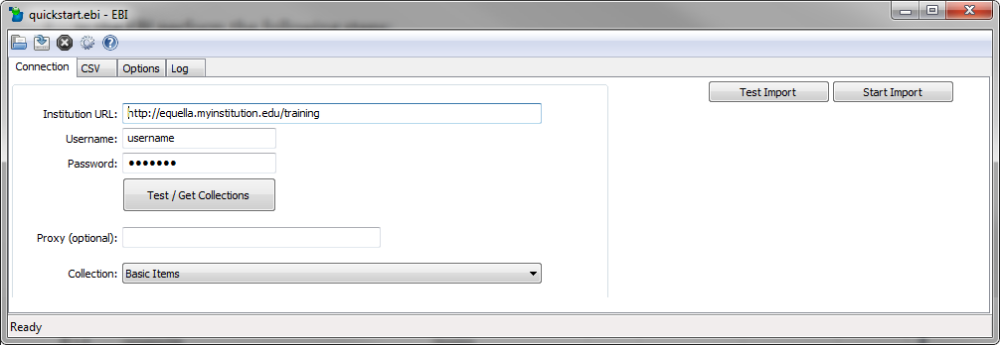 quickstart.ebi - EBI
Connection CSV Options Log
Test Import Start Import
Institution URL: http://equella.myinstitution.edu/training
Username: username
Password: •••••••
Test / Get Collections
Proxy (optional):
Collection: Basic Items
Ready